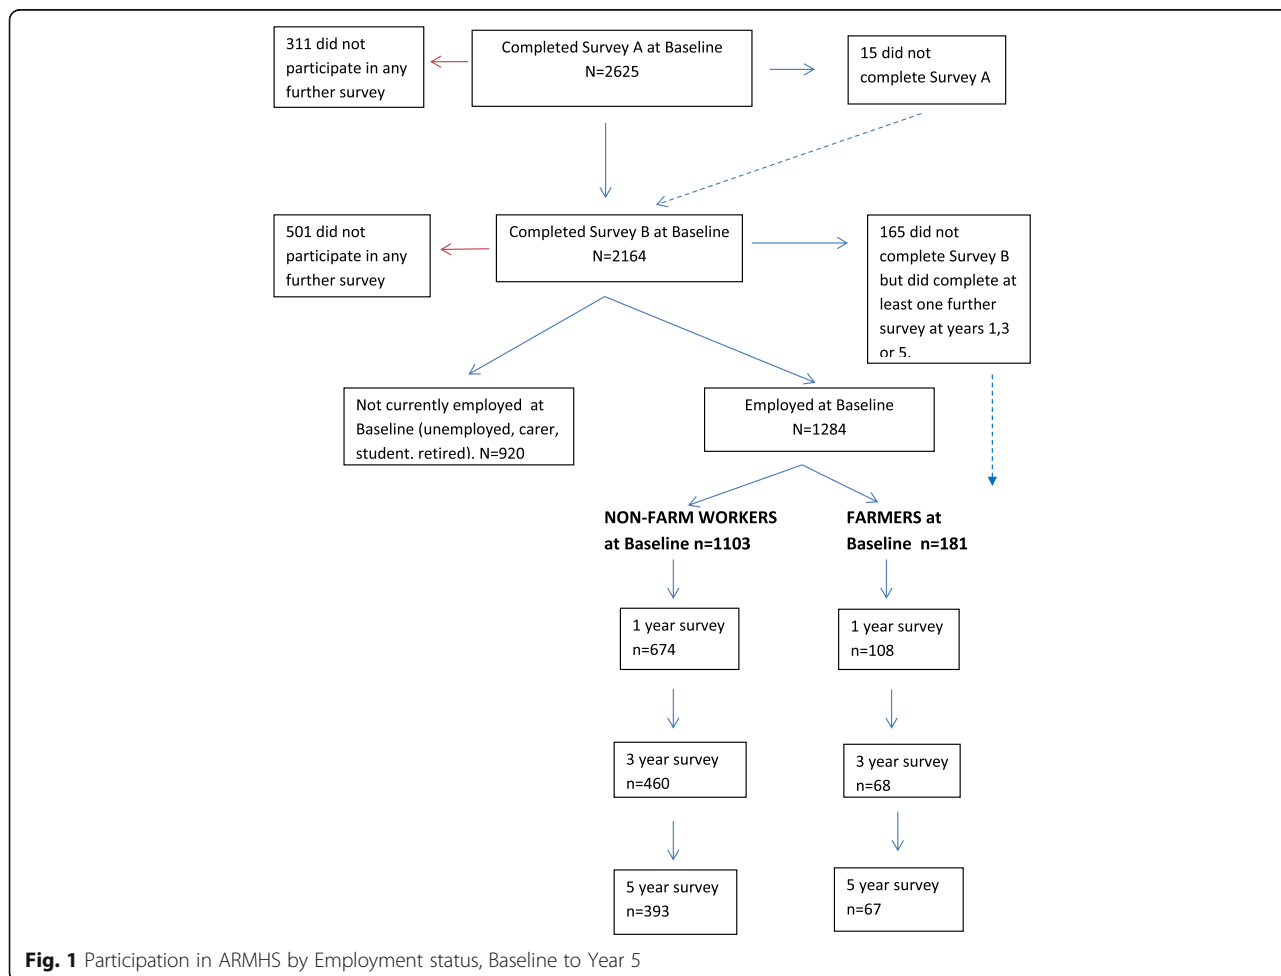 311 did not
participate in any
further survey
Completed Survey A at Baseline
N=2625
15 did not
complete Survey A
501 did not
participate in any
further survey
Completed Survey B at Baseline
N=2164
165 did not
complete Survey B
but did complete at
least one further
survey at years 1,3
or 5.
Not currently employed at
Baseline (unemployed, carer,
student, retired). N=920
Employed at Baseline
N=1284
NON-FARM WORKERS
at Baseline n=1103
FARMERS at
Baseline n=181
1 year survey
n=674
1 year survey
n=108
3 year survey
n=460
3 year survey
n=68
5 year survey
n=393
5 year survey
n=67
Fig. 1 Participation in ARMHS by Employment status, Baseline to Year 5